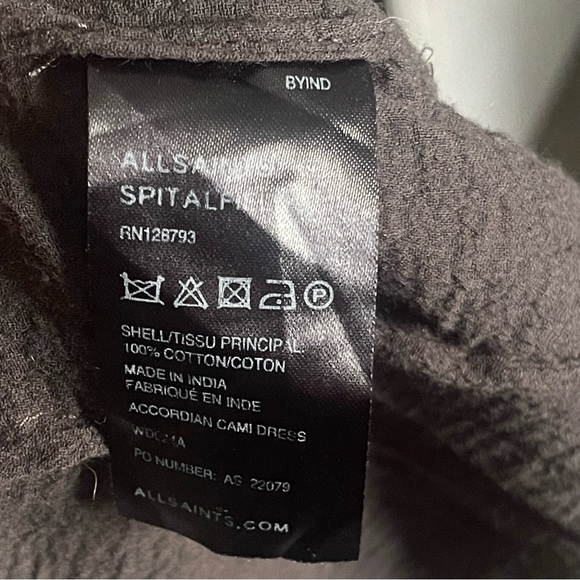 BYIND
ALLSAINTS
SPITALFIELDS
RN128793
P
SHELL/TISSU PRINCIPAL:
100% COTTON/COTON
MADE IN INDIA
FABRIQUÉ EN INDE
ACCORDIAN CAMI DRESS
PO NUMBER: AS 22079
ALLSAINTS.COM